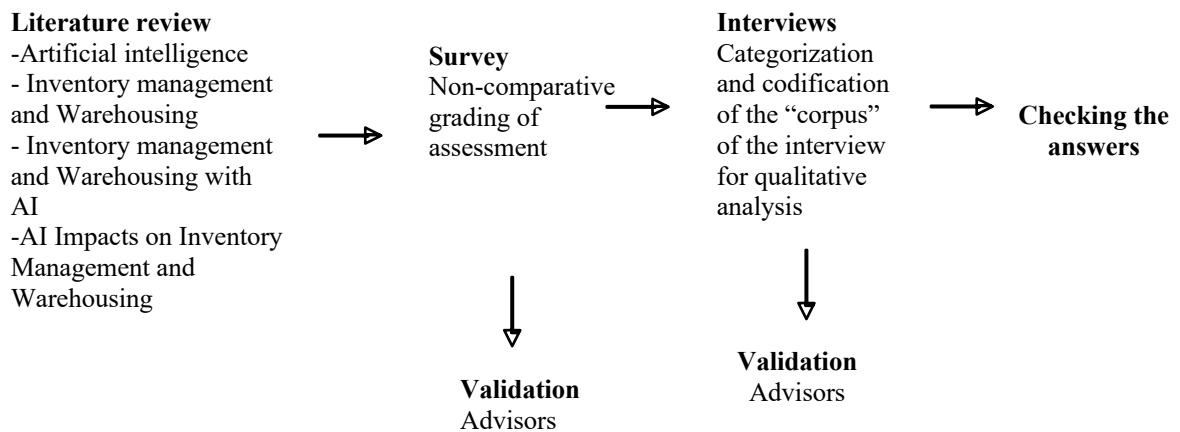 Literature review
-Artificial intelligence
- Inventory management
and Warehousing
- Inventory management
and Warehousing with
AI
-AI Impacts on Inventory
Management and
Warehousing
Survey
Non-comparative
grading of
assessment
Validation
Advisors
Interviews
Categorization
and codification
of the “corpus”
of the interview
for qualitative
analysis
Validation
Advisors
Checking the
answers